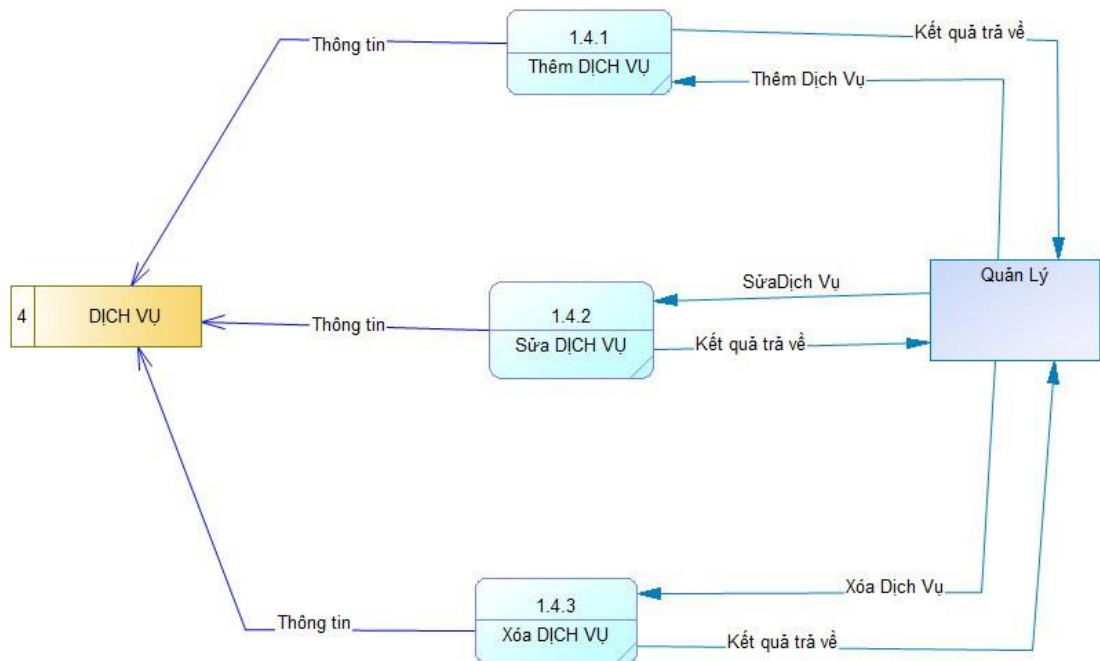 1.4.1
Thêm DỊCH VỤ
Thông tin
Kết quả trả về
Thêm Dịch Vụ
4
DỊCH VỤ
Thông tin
1.4.2
Sửa DỊCH VỤ
SửaDịch Vụ
Kết quả trả về
Quản Lý
Thông tin
1.4.3
Xóa DỊCH VỤ
Xóa Dịch Vụ
Kết quả trả về